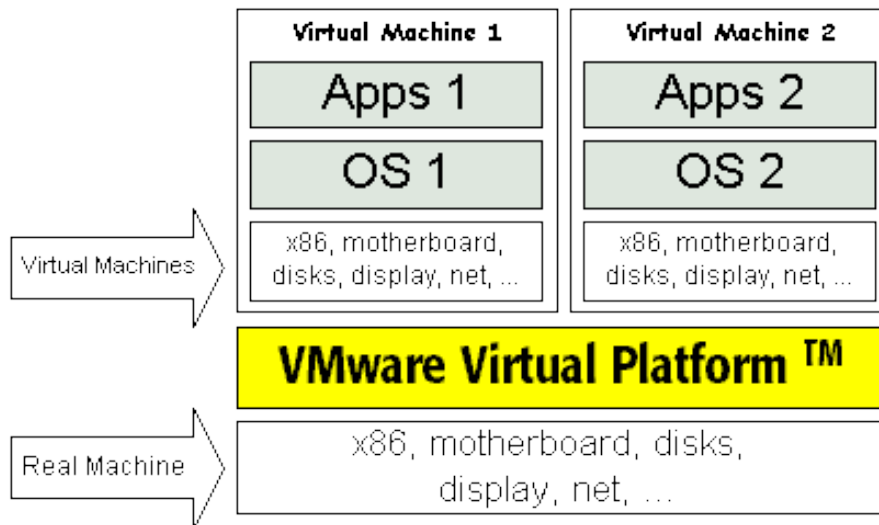 Virtual Machine 1
Apps 1
OS 1
x86, motherboard,
disks, display, net, ...
Virtual Machine 2
Apps 2
OS 2
x86, motherboard,
disks, display, net, ...
Virtual Machines
VMware Virtual Platform TM
Real Machine
x86, motherboard, disks,
display, net, ...